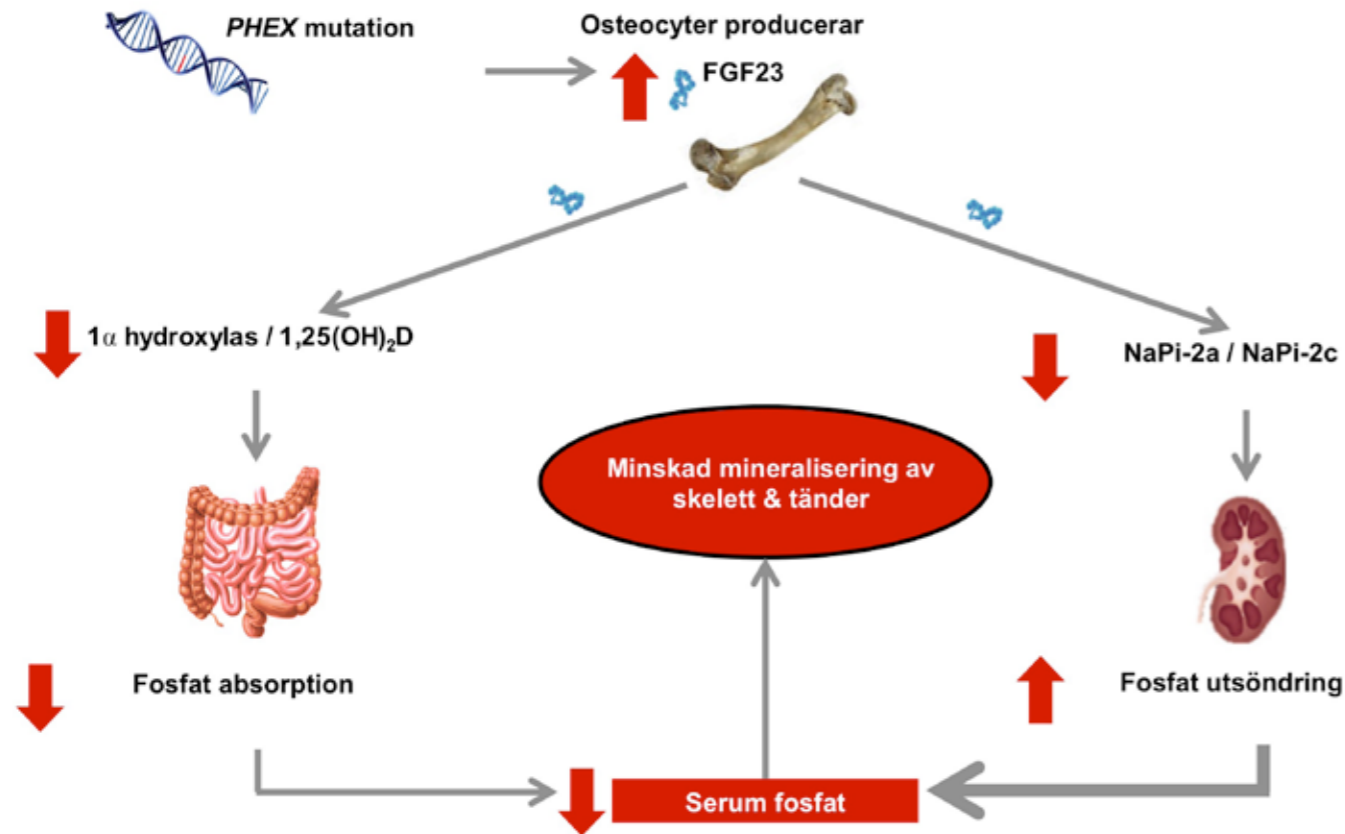 PHEX mutation
Osteocyter producerar
FGF23
1α hydroxylas / 1,25(OH)₂D
NaPi-2a / NaPi-2c
Minskad mineralisering av
skelett & tänder
Fosfat absorption
Fosfat utsöndring
Serum fosfat